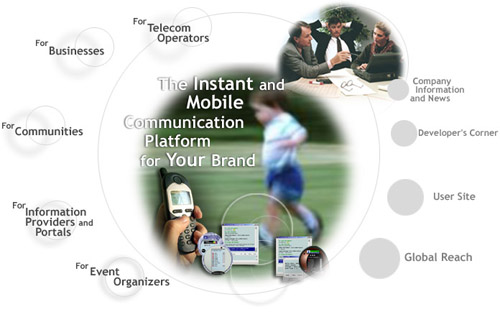 For Telecom
Operators
For
Businesses
For Communities
For Information
Providers and
Portals
For Event
Organizers
The Instant and
Mobile
Communication
Platform
for Your Brand
Company
Information
and News
Developer's Corner
User Site
Global Reach